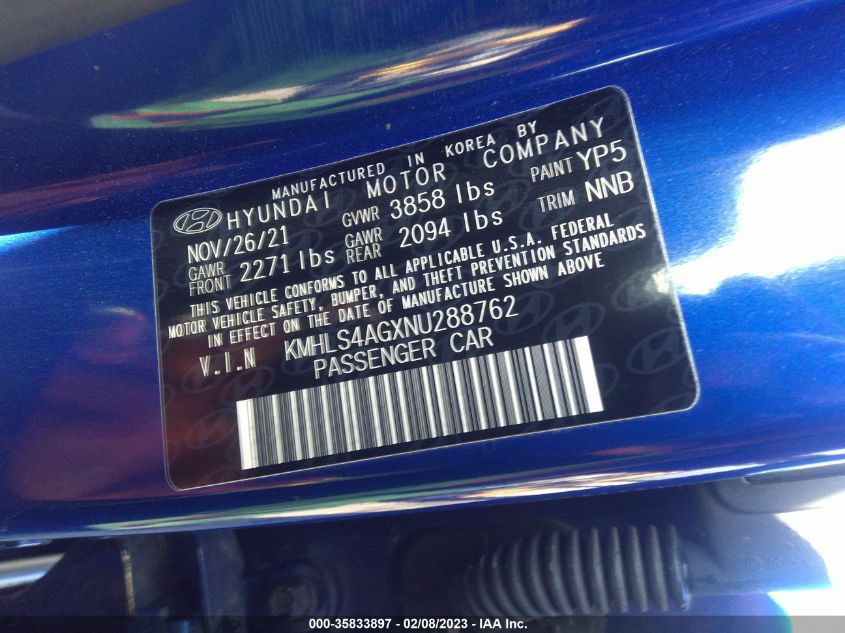 MANUFACTURED IN KOREA BY
HYUNDAI MOTOR COMPANY
NOV/26/21 GVWR 3858 lbs PAINT YP5
GAWR FRONT 2271 lbs GAWR REAR 2094 lbs TRIM NNB
THIS VEHICLE CONFORMS TO ALL APPLICABLE U.S.A. FEDERAL
MOTOR VEHICLE SAFETY, BUMPER, AND THEFT PREVENTION STANDARDS
IN EFFECT ON THE DATE OF MANUFACTURE SHOWN ABOVE
V.I.N KMHLS4AGXNU288762
PASSENGER CAR
000-35833897 - 02/08/2023 - IAA Inc.